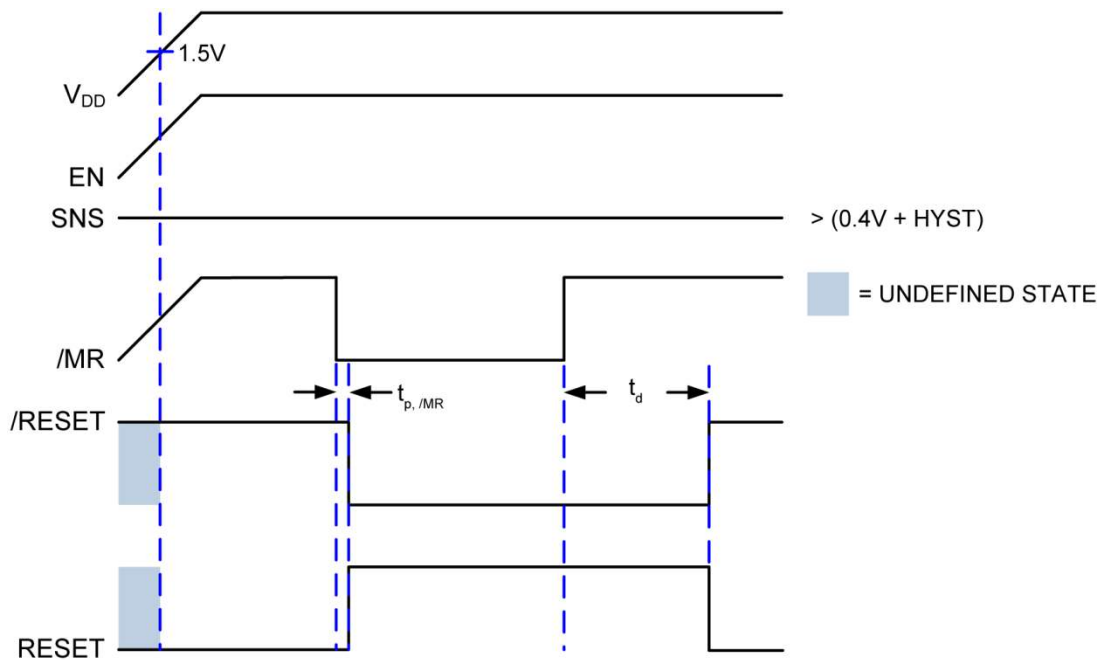 1.5V
VDD
EN
SNS
> (0.4V + HYST)
/MR
= UNDEFINED STATE
tp, /MR
td
/RESET
RESET